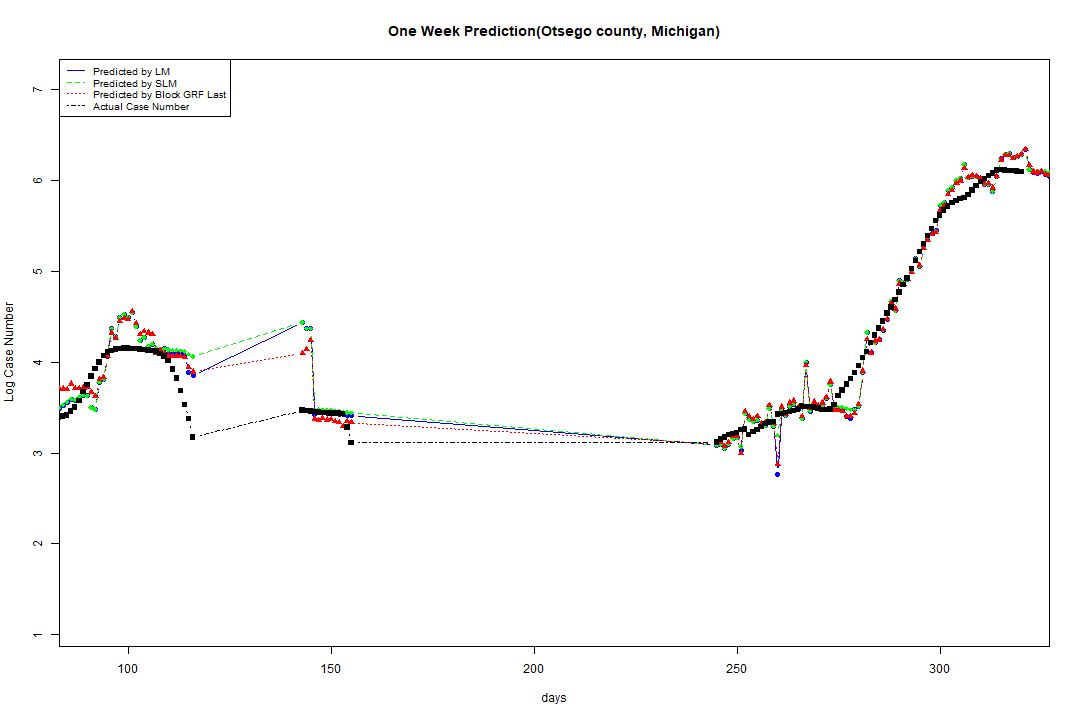 One Week Prediction(Otsego county, Michigan)
Predicted by LM
Predicted by SLM
Predicted by Block GRF Last
Actual Case Number
7
6
5
4
3
2
1
Log Case Number
100 150 200 250 300
days